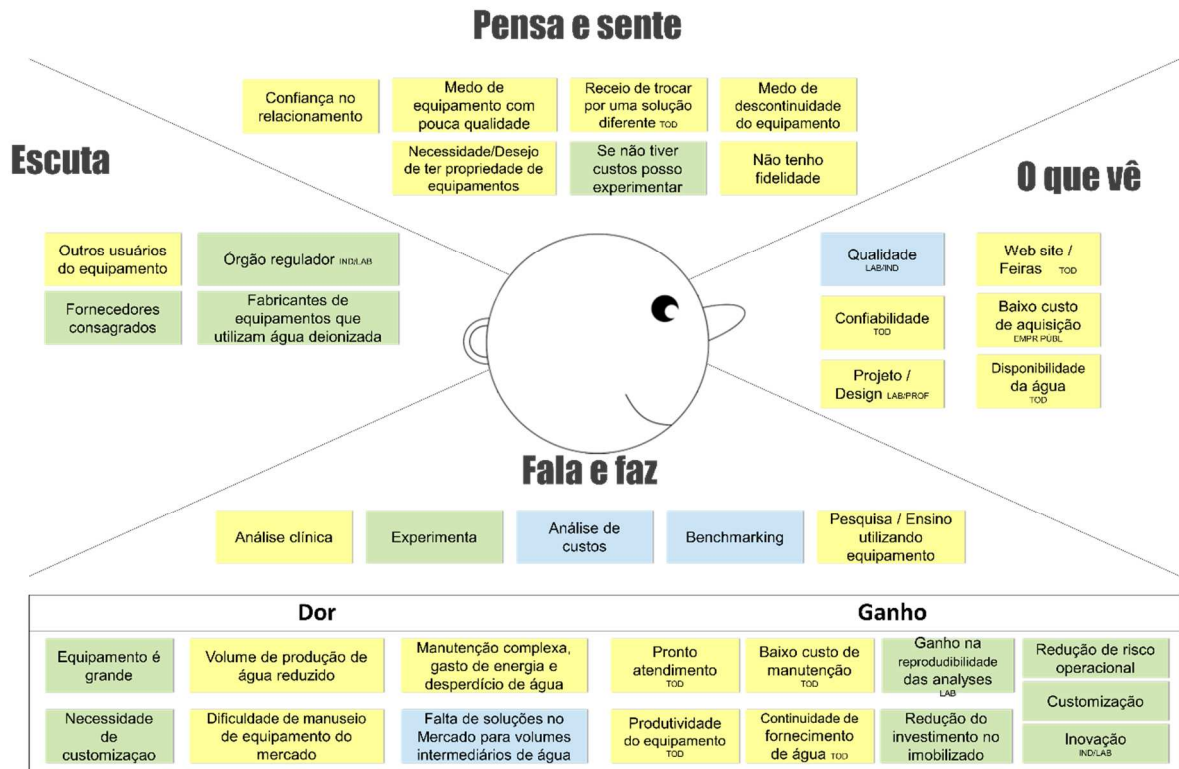 Pensa e sente
Confiança no
relacionamento
Medo de
equipamento com
pouca qualidade
Receio de trocar
por uma solução
diferente TOD
Medo de
descontinuidade
do equipamento
Necessidade/Desejo
de ter propriedade de
equipamentos
Se não tiver
custos posso
experimentar
Não tenho
fidelidade
Escuta
Outros usuários
do equipamento
Órgão regulador IND/LAB
Fornecedores
consagrados
Fabricantes de
equipamentos que
utilizam água deionizada
O que vê
Qualidade
LAB/IND
Web site /
Feiras TOD
Confiabilidade
TOD
Baixo custo
de aquisição
EMPR PUBL
Projeto /
Design LAB/PROF
Disponibilidade
da água
TOD
Fala e faz
Análise clínica
Experimenta
Análise de
custos
Benchmarking
Pesquisa / Ensino
utilizando
equipamento
Dor
Equipamento é
grande
Volume de produção de
água reduzido
Manutenção complexa,
gasto de energia e
desperdício de água
Necessidade
de
customizaçao
Dificuldade de manuseio
de equipamento do
mercado
Falta de soluções no
Mercado para volumes
intermediários de água
Ganho
Pronto
atendimento
TOD
Baixo custo de
manutenção
TOD
Ganho na
reprodudibilidade
das analyses
LAB
Redução de risco
operacional
Customização
Produtividade
do equipamento
TOD
Continuidade de
fornecimento
de água TOD
Redução do
investimento no
imobilizado
Inovação
IND/LAB